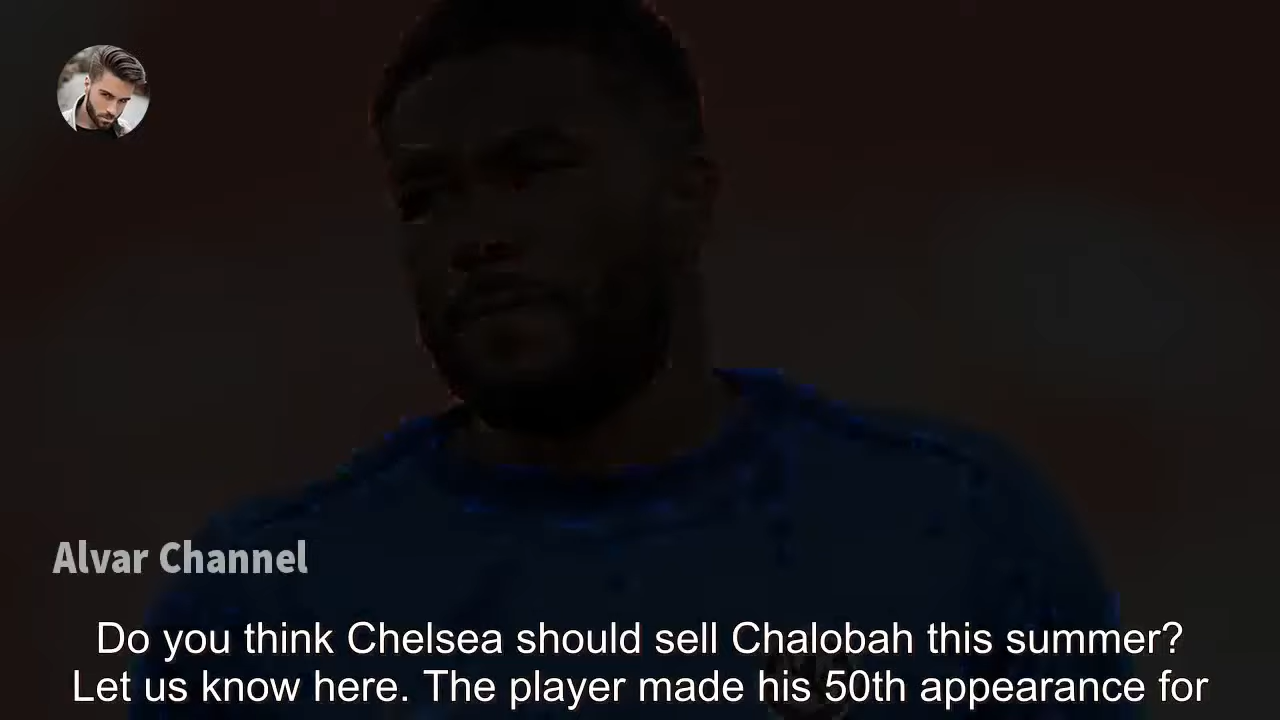 Alvar Channel
Do you think Chelsea should sell Chalobah this summer?
Let us know here. The player made his 50th appearance for